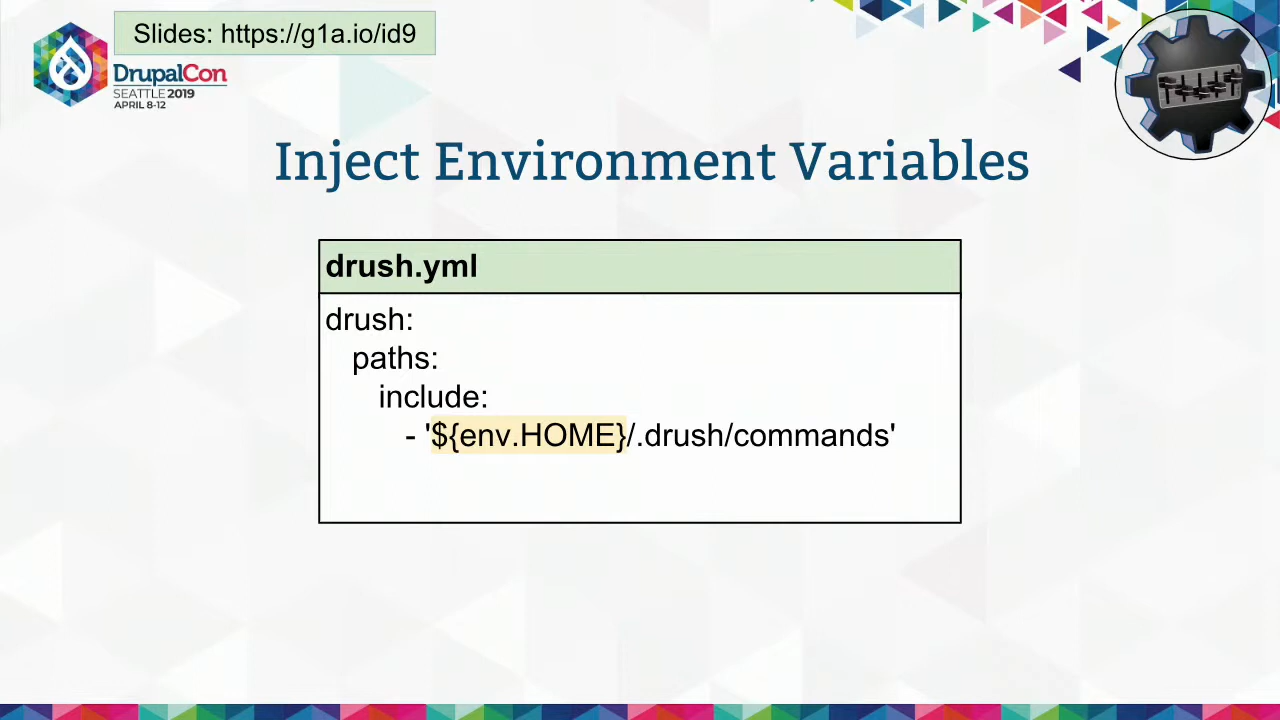 Slides: https://g1a.io/id9
DrupalCon
SEATTLE 2019
APRIL 8-12
Inject Environment Variables
drush.yml
drush:
paths:
include:
- '${env.HOME}/.drush/commands'